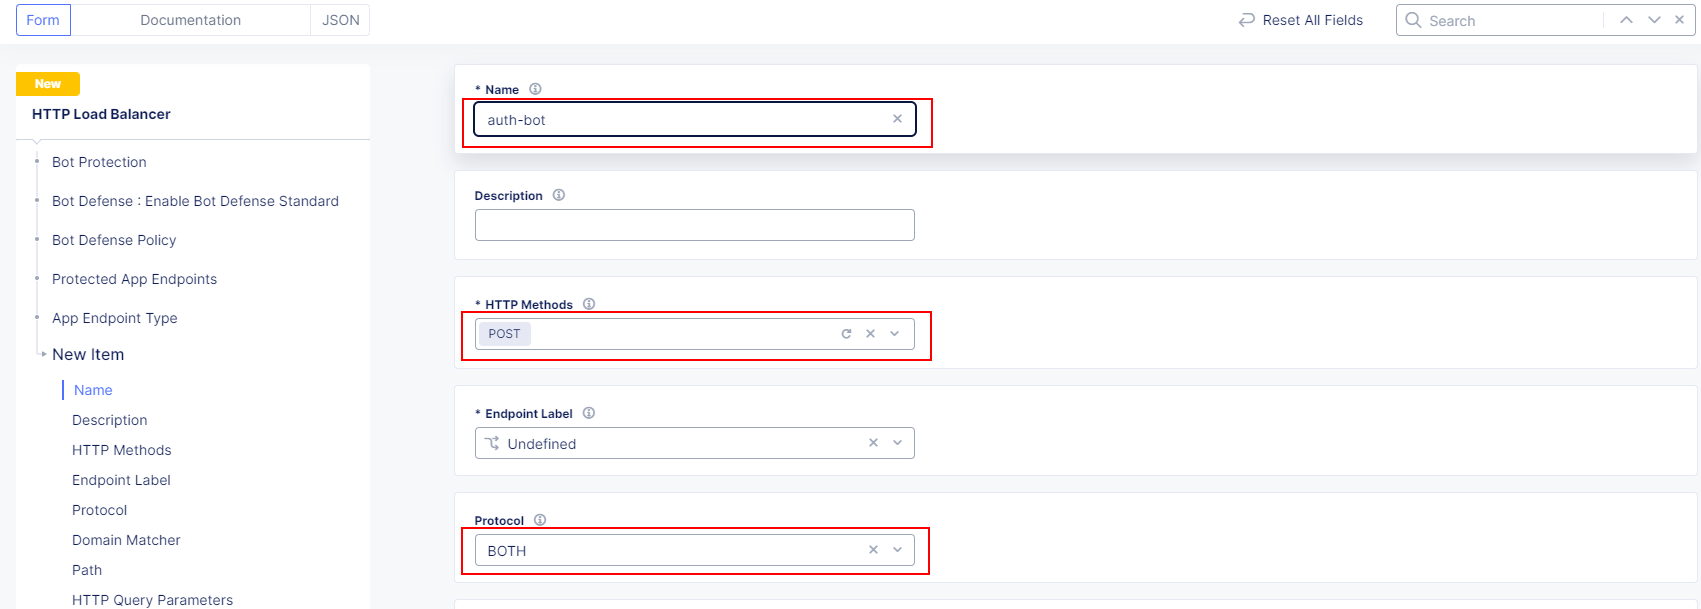 Form
Documentation
JSON
Reset All Fields
Search
New
HTTP Load Balancer
Bot Protection
Bot Defense : Enable Bot Defense Standard
Bot Defense Policy
Protected App Endpoints
App Endpoint Type
New Item
Name
Description
HTTP Methods
Endpoint Label
Protocol
Domain Matcher
Path
HTTP Query Parameters
* Name
auth-bot
Description
* HTTP Methods
POST
* Endpoint Label
Undefined
Protocol
BOTH